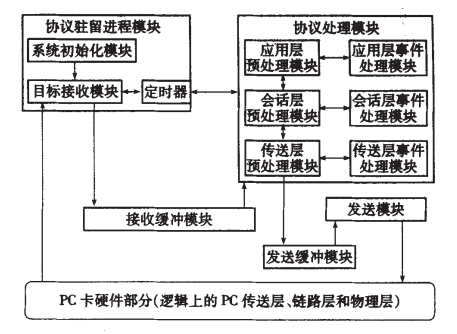 协议驻留进程模块
系统初始化模块
目标接收模块
定时器
协议处理模块
应用层
预处理模块
应用层事件
处理模块
会话层
预处理模块
会话层事件
处理模块
传送层
预处理模块
传送层事件
处理模块
接收缓冲模块
发送模块
发送缓冲模块
PC卡硬件部分(逻辑上的PC传送层、链路层和物理层)